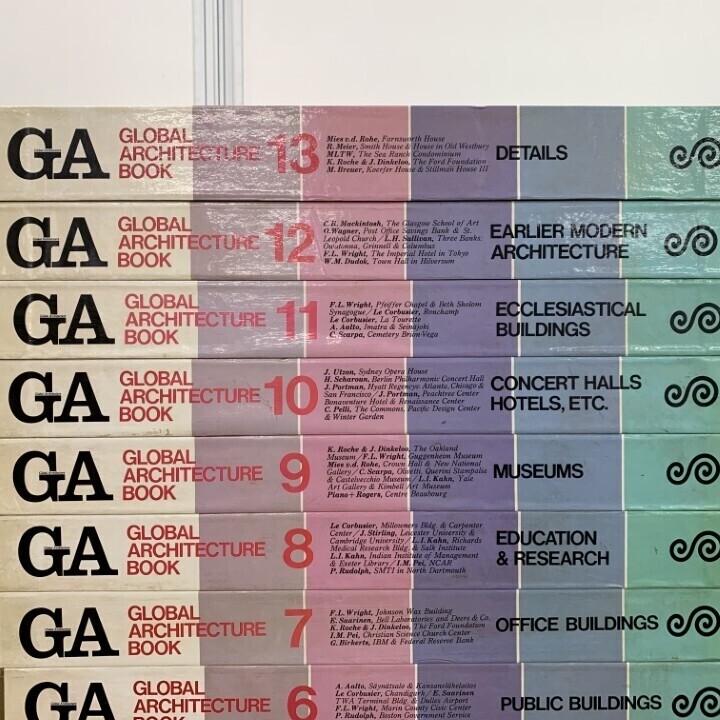 GA
GLOBAL
ARCHITECTURE
BOOK
13
Mies v.d. Rohe, Farnsworth House
R. Meier, Smith House & House in Old Westbury
MLTW, The Sea Ranch Condominium
K. Roche & J. Dinkeloo, The Ford Foundation
M. Breuer, Koerfer House & Stillman House III
DETAILS
GA
GLOBAL
ARCHITECTURE
BOOK
12
C.R. Mackintosh, The Glasgow School of Art
O. Wagner, Post Office Savings Bank & St.
Leopold Church / L.H. Sullivan, Three Banks:
Owatonna, Grinnell & Columbus
F.L. Wright, The Imperial Hotel in Tokyo
W.M. Dudok, Town Hall in Hilversum
EARLIER MODERN
ARCHITECTURE
GA
GLOBAL
ARCHITECTURE
BOOK
11
F.L. Wright, Pfeiffer Chapel & Beth Sholom
Synagogue / Le Corbusier, Ronchamp
Le Corbusier, La Tourette
A. Aalto, Imatra & Seinäjoki
C. Scarpa, Cemetery Brion-Vega
ECCLESIASTICAL
BUILDINGS
GA
GLOBAL
ARCHITECTURE
BOOK
10
J. Utzon, Sydney Opera House
H. Scharoun, Berlin Philharmonic Concert Hall
J. Portman, Hyatt Regency: Atlanta, Chicago &
San Francisco / J. Portman, Peachtree Center
Bonaventure Hotel & Renaissance Center
C. Pelli, The Commons, Pacific Design Center
& Winter Garden
CONCERT HALLS
HOTELS, ETC.
GA
GLOBAL
ARCHITECTURE
BOOK
9
K. Roche & J. Dinkeloo, The Oakland
Museum / F.L. Wright, Guggenheim Museum
Mies v.d. Rohe, Crown Hall & New National
Gallery / C. Scarpa, Olivetti, Querini Stampalia
& Castelvecchio Museum / L.I. Kahn, Yale
Art Gallery & Kimbell Art Museum
Piano + Rogers, Centre Beaubourg
MUSEUMS
GA
GLOBAL
ARCHITECTURE
BOOK
8
Le Corbusier, Millowners Bldg. & Carpenter
Center / J. Stirling, Leicester University &
Cambridge University / L.I. Kahn, Richards
Medical Research Bldg. & Salk Institute
L.I. Kahn, Indian Institute of Management
& Exeter Library / I.M. Pei, NCAR
P. Rudolph, SMTI in North Dartmouth
EDUCATION
& RESEARCH
GA
GLOBAL
ARCHITECTURE
BOOK
7
F.L. Wright, Johnson Wax Building
E. Saarinen, Bell Laboratories and Deere & Co.
K. Roche & J. Dinkeloo, The Ford Foundation
I.M. Pei, Christian Science Church Center
G. Birkerts, IBM & Federal Reserve Bank
OFFICE BUILDINGS
GA
GLOBAL
ARCHITECTURE
BOOK
6
A. Aalto, Säynätsalo & Kansaneläkelaitos
Le Corbusier, Chandigarh / E. Saarinen
TWA Terminal Bldg. & Dulles Airport
F.L. Wright, Marin County Civic Center
P. Rudolph, Boston Government Service
PUBLIC BUILDINGS